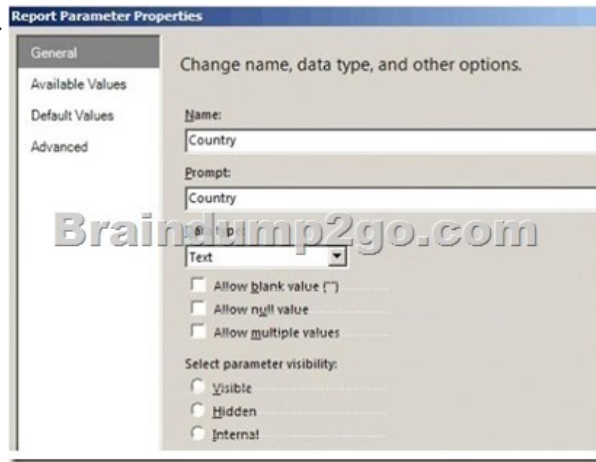 Report Parameter Properties
General
Available Values
Default Values
Advanced
Change name, data type, and other options.
Name:
Country
Prompt:
Country
Braindump2go.com
Text
Allow blank value ("")
Allow null value
Allow multiple values
Select parameter visibility:
Visible
Hidden
Internal